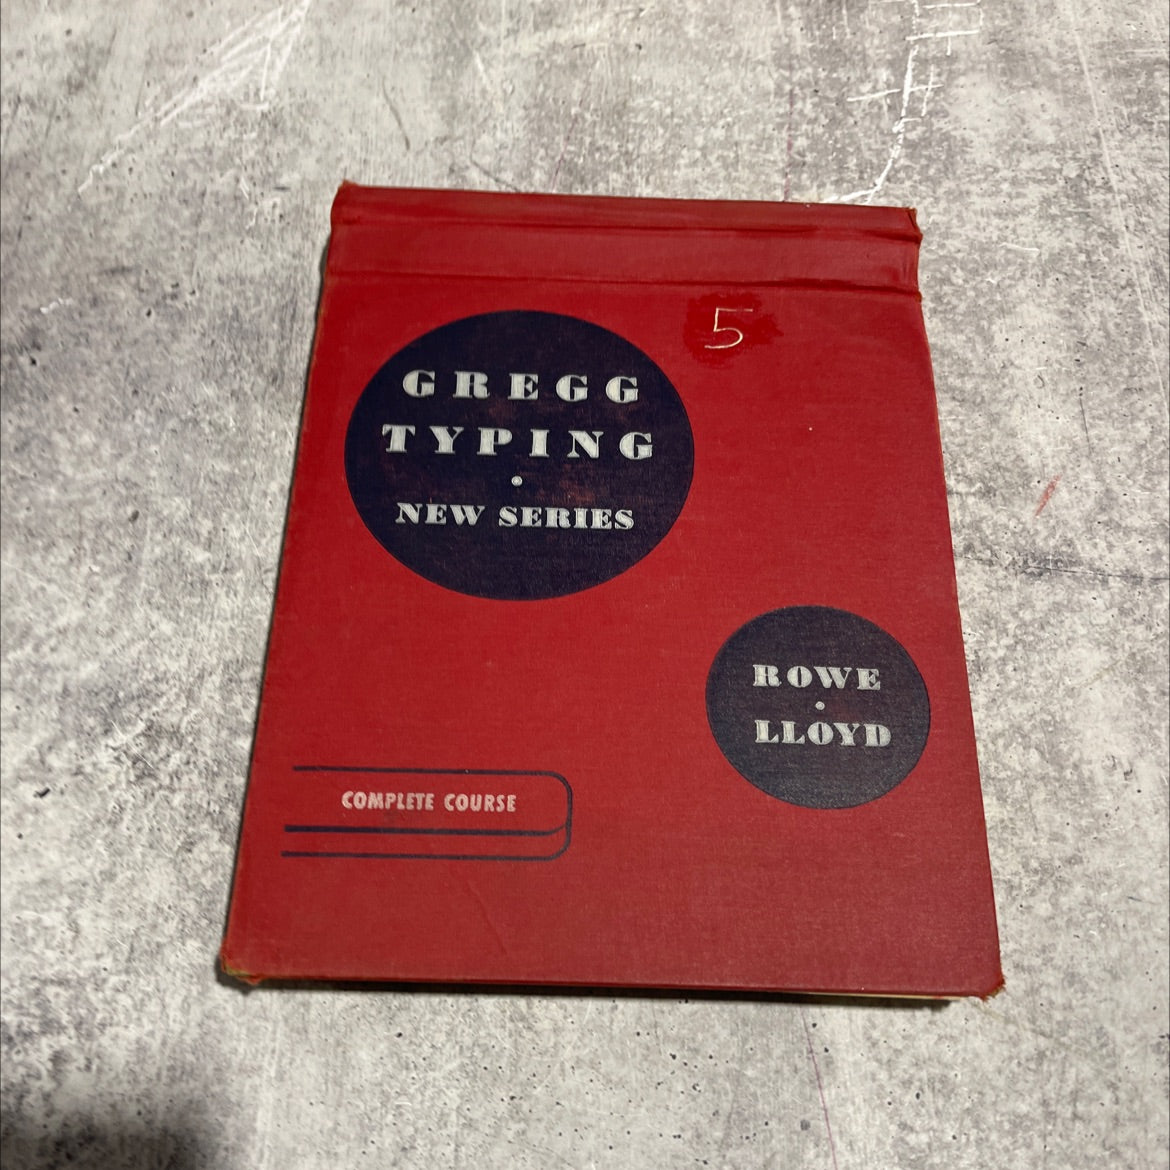 5
GREGG
TYPING
•
NEW SERIES
ROWE
•
LLOYD
COMPLETE COURSE